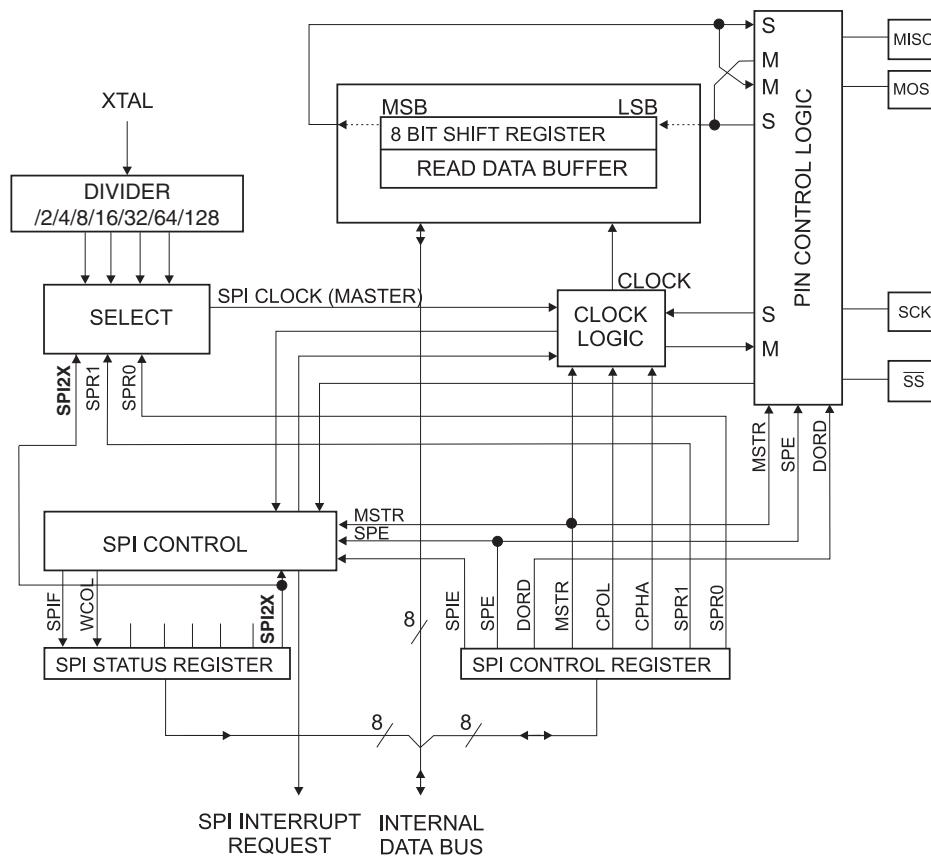 XTAL
DIVIDER
/2/4/8/16/32/64/128
SELECT
SPI2X
SPR1
SPR0
SPI CLOCK (MASTER)
MSB
LSB
8 BIT SHIFT REGISTER
READ DATA BUFFER
CLOCK
CLOCK
LOGIC
S
M
M
S
S
M
PIN CONTROL LOGIC
MISO
MOSI
SCK
SS
MSTR
SPE
DORD
SPI CONTROL
MSTR
SPE
SPIF
WCOL
SPI2X
SPI STATUS REGISTER
SPIE
SPE
DORD
MSTR
CPOL
CPHA
SPR1
SPR0
SPI CONTROL REGISTER
8
8
8
SPI INTERRUPT
REQUEST
INTERNAL
DATA BUS